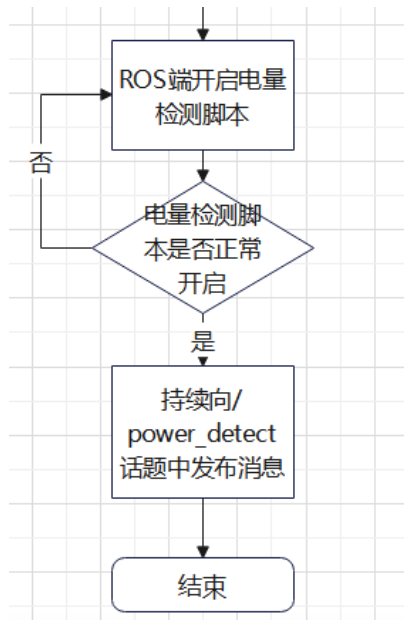 ROS端开启电量
检测脚本
否
电量检测脚
本是否正常
开启
是
持续向/
power_detect
话题中发布消息
结束